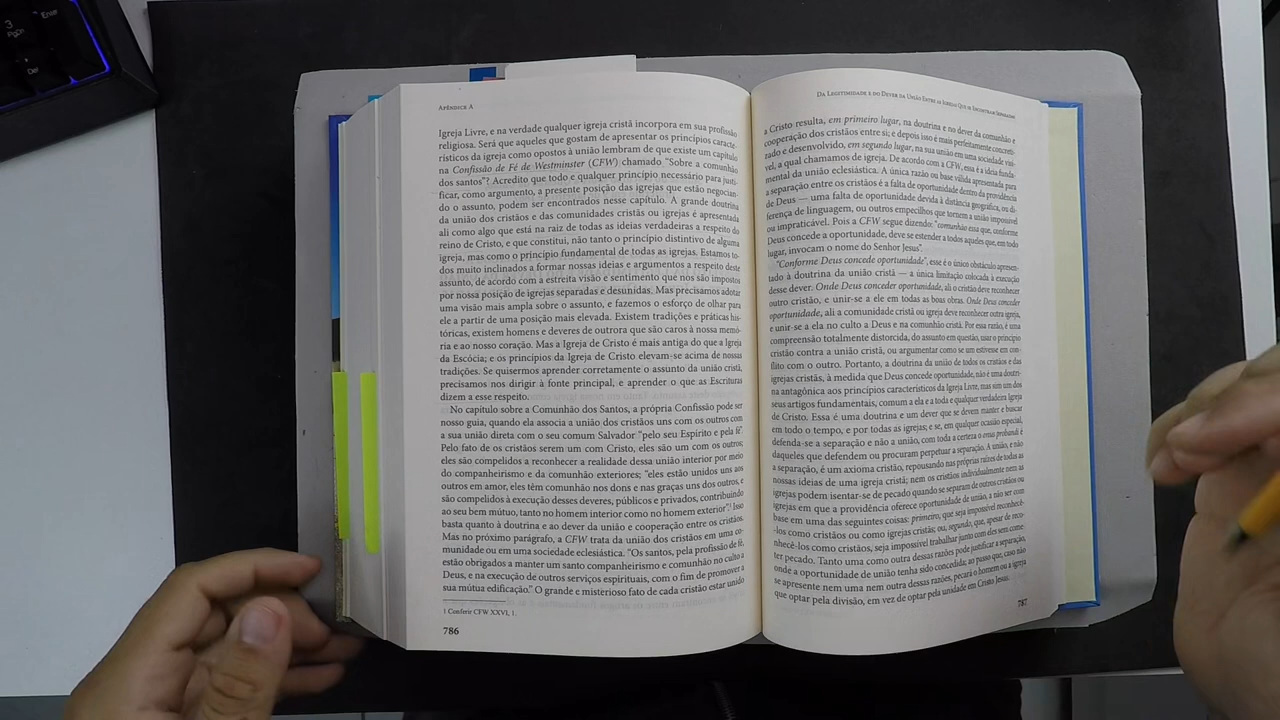 3
PgDn
Enter
Del
APÊNDICE A
Igreja Livre, e na verdade qualquer igreja cristã incorpora em sua profissão
religiosa. Será que aqueles que gostam de apresentar os princípios caracte-
rísticos da igreja como opostos à união lembram de que existe um capítulo
na Confissão de Fé de Westminster (CFW) chamado “Sobre a comunhão
dos santos”? Acredito que todo e qualquer princípio necessário para justi-
ficar, como argumento, a presente posição das igrejas que estão negocian-
do o assunto, podem ser encontrados nesse capítulo. A grande doutrina
da união dos cristãos e das comunidades cristãs ou igrejas é apresentada
ali como algo que está na raiz de todas as ideias verdadeiras a respeito do
reino de Cristo, e que constitui, não tanto o princípio distintivo de alguma
igreja, mas como o princípio fundamental de todas as igrejas. Estamos to-
dos muito inclinados a formar nossas ideias e argumentos a respeito deste
assunto, de acordo com a estreita visão e sentimento que nos são impostos
por nossa posição de igrejas separadas e desunidas. Mas precisamos adotar
uma visão mais ampla sobre o assunto, e fazemos o esforço de olhar para
ele a partir de uma posição mais elevada. Existem tradições e práticas his-
tóricas, existem homens e deveres de outrora que são caros à nossa memó-
ria e ao nosso coração. Mas a Igreja de Cristo é mais antiga do que a Igreja
da Escócia; e os princípios da Igreja de Cristo elevam-se acima de nossas
tradições. Se quisermos aprender corretamente o assunto da união cristã,
precisamos nos dirigir à fonte principal, e aprender o que as Escrituras
dizem a esse respeito.
No capítulo sobre a Comunhão dos Santos, a própria Confissão pode ser
nosso guia, quando ela associa a união dos cristãos uns com os outros com
a sua união direta com o seu comum Salvador “pelo seu Espírito e pela fé”.
Pelo fato de os cristãos serem um com Cristo, eles são um com os outros;
eles são compelidos a reconhecer a realidade dessa união interior por meio
do companheirismo e da comunhão exteriores; “eles estão unidos uns aos
outros em amor, eles têm comunhão nos dons e nas graças uns dos outros, e
são compelidos à execução desses deveres, públicos e privados, contribuindo
ao seu bem mútuo, tanto no homem interior como no homem exterior”.¹ Isso
basta quanto à doutrina e ao dever da união e cooperação entre os cristãos.
Mas no próximo parágrafo, a CFW trata da união dos cristãos em uma co-
munidade ou em uma sociedade eclesiástica. “Os santos, pela profissão de fé,
estão obrigados a manter um santo companheirismo e comunhão no culto a
Deus, e na execução de outros serviços espirituais, com o fim de promover a
sua mútua edificação.” O grande e misterioso fato de cada cristão estar unido
1 Conferir CFW XXVI, 1.
786
DA LEGITIMIDADE E DO DEVER DA UNIÃO ENTRE AS IGREJAS QUE SE ENCONTRAM SEPARADAS
a Cristo resulta, em primeiro lugar, na doutrina e no dever da comunhão e
cooperação dos cristãos entre si; e depois isso é mais perfeitamente concreti-
zado e desenvolvido, em segundo lugar, na sua união em uma sociedade visí-
vel, a qual chamamos de igreja. De acordo com a CFW, essa é a ideia funda-
mental da união eclesiástica. A única razão ou base válida apresentada para
a separação entre os cristãos é a falta de oportunidade dentro da providência
de Deus — uma falta de oportunidade devida à distância geográfica, ou di-
ferença de linguagem, ou outros empecilhos que tornem a união impossível
ou impraticável. Pois a CFW segue dizendo: “comunhão essa que, conforme
Deus concede a oportunidade, deve se estender a todos aqueles que, em todo
lugar, invocam o nome do Senhor Jesus”.
“Conforme Deus concede oportunidade”, esse é o único obstáculo apresen-
tado à doutrina da união cristã — a única limitação colocada à execução
desse dever. Onde Deus conceder oportunidade, ali o cristão deve reconhecer
outro cristão, e unir-se a ele em todas as boas obras. Onde Deus conceder
oportunidade, ali a comunidade cristã ou igreja deve reconhecer outra igreja,
e unir-se a ela no culto a Deus e na comunhão cristã. Por essa razão, é uma
compreensão totalmente distorcida, do assunto em questão, usar o princípio
cristão contra a união cristã, ou argumentar como se um estivesse em con-
flito com o outro. Portanto, a doutrina da união de todos os cristãos e das
igrejas cristãs, à medida que Deus concede oportunidade, não é uma doutri-
na antagônica aos princípios característicos da Igreja Livre, mas sim um dos
seus artigos fundamentais, comum a ela e a toda e qualquer verdadeira Igreja
de Cristo. Essa é uma doutrina e um dever que se devem manter e buscar
em todo o tempo, e por todas as igrejas; e se, em qualquer ocasião especial,
defenda-se a separação e não a união, com toda a certeza o onus probandi é
daqueles que defendem ou procuram perpetuar a separação. A união, e não
a separação, é um axioma cristão, repousando nas próprias raízes de todas as
nossas ideias de uma igreja cristã; nem os cristãos individualmente nem as
igrejas podem isentar-se de pecado quando se separam de outros cristãos ou
igrejas em que a providência oferece oportunidade de união, a não ser com
base em uma das seguintes coisas: primeiro, que seja impossível reconhecê-
-los como cristãos ou como igrejas cristãs; ou, segundo, que, apesar de reco-
nhecê-los como cristãos, seja impossível trabalhar junto com eles sem come-
ter pecado. Tanto uma como outra dessas razões pode justificar a separação,
onde a oportunidade de união tenha sido concedida; ao passo que, caso não
se apresente nem uma nem outra dessas razões, pecará o homem ou a igreja
que optar pela divisão, em vez de optar pela unidade em Cristo Jesus.
787